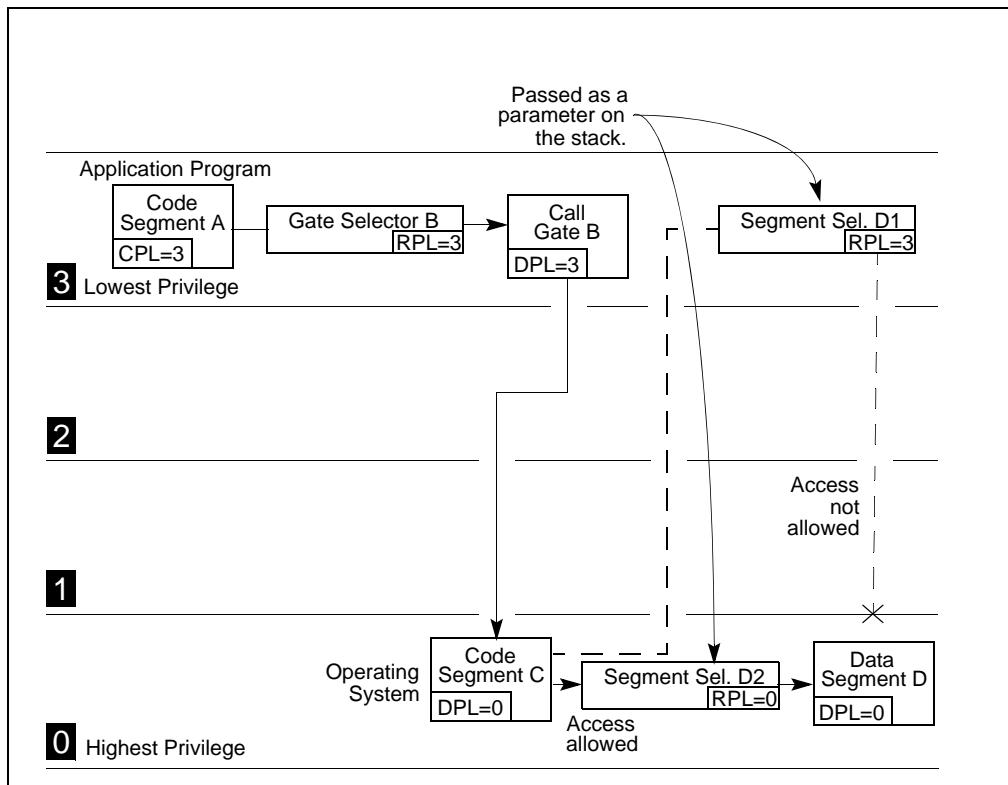 Passed as a
parameter on
the stack.
Application Program
Code
Segment A
CPL=3
Gate Selector B
RPL=3
Call
Gate B
DPL=3
Segment Sel. D1
RPL=3
3
Lowest Privilege
2
Access
not
allowed
1
Operating
System
Code
Segment C
DPL=0
Segment Sel. D2
RPL=0
Access
allowed
Data
Segment D
DPL=0
0
Highest Privilege